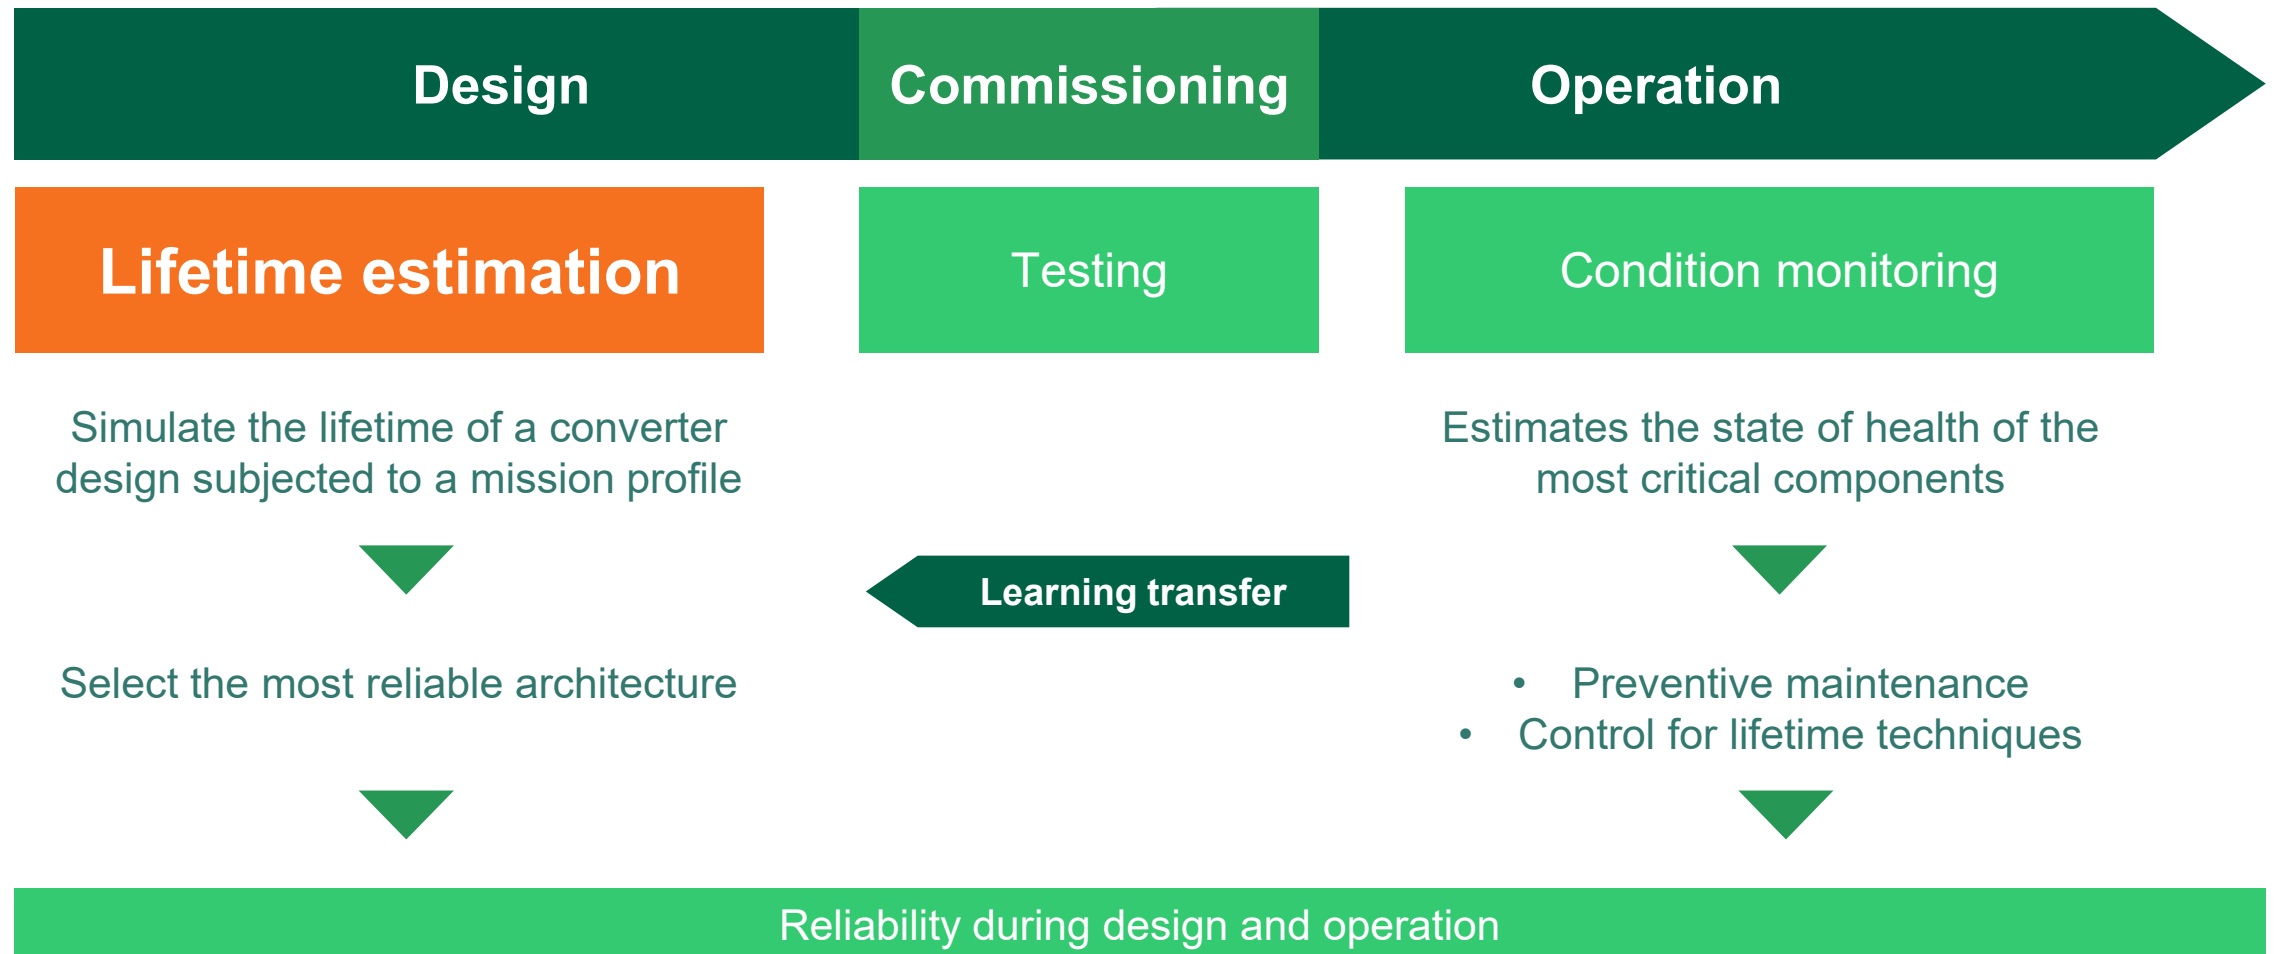 Design
Commissioning
Operation
Lifetime estimation
Testing
Condition monitoring
Simulate the lifetime of a converter
design subjected to a mission profile
Estimates the state of health of the
most critical components
Learning transfer
Select the most reliable architecture
• Preventive maintenance
• Control for lifetime techniques
Reliability during design and operation